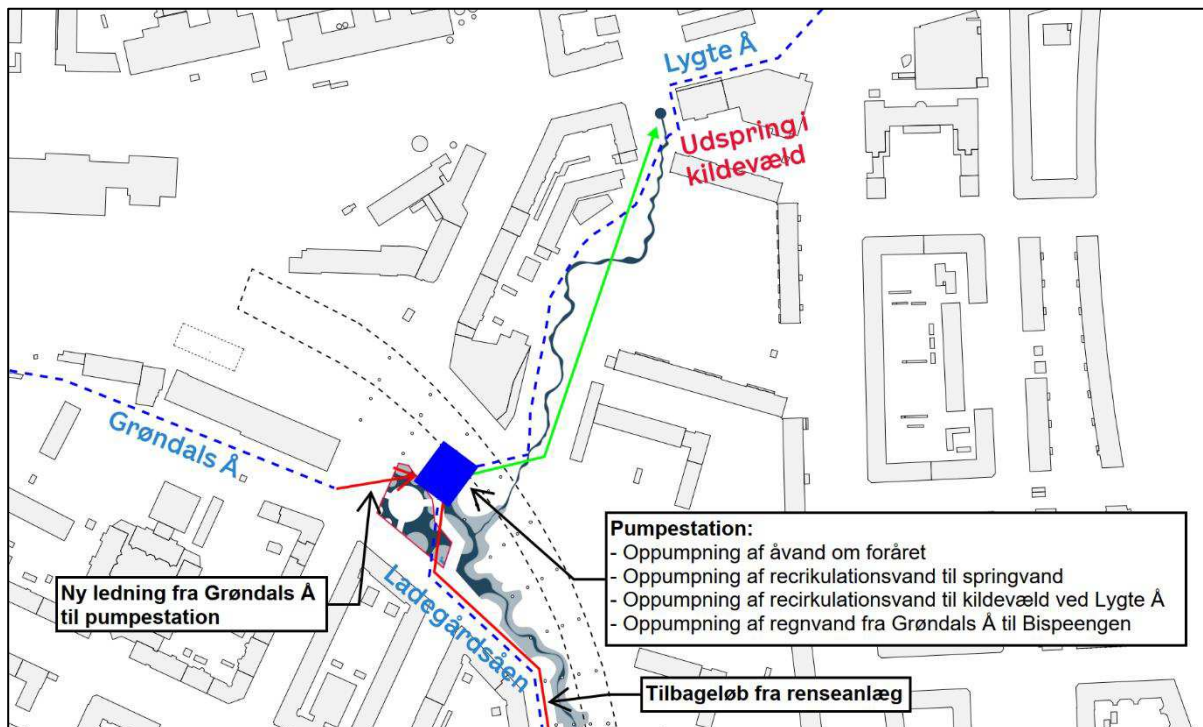 Lygte Å
Udspring i
kildevæld
Grøndals Å
Pumpestation:
- Oppumpning af åvand om foråret
- Oppumpning af recrikulationsvand til springvand
- Oppumpning af recirkulationsvand til kildevæld ved Lygte Å
- Oppumpning af regnvand fra Grøndals Å til Bispeengen
Ny ledning fra Grøndals Å
til pumpestation
Ladegårdsåen
Tilbageløb fra renseanlæg